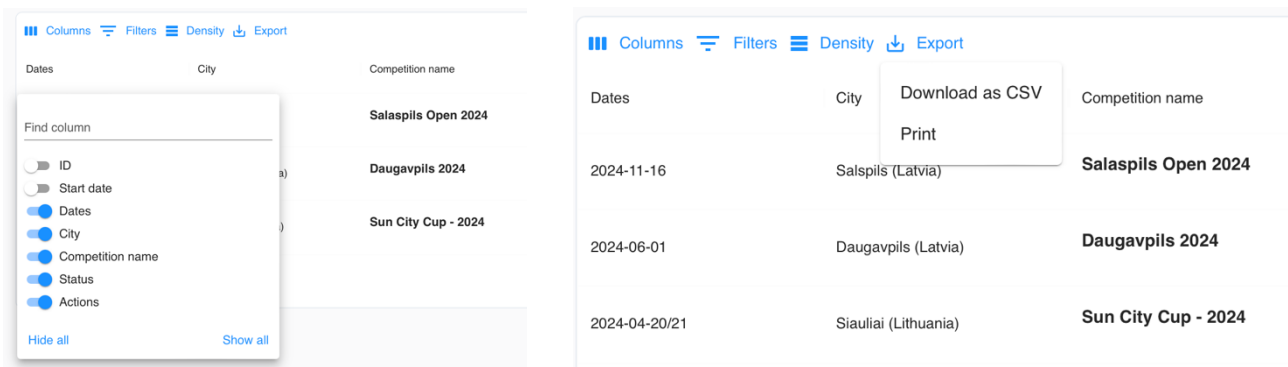 Columns Filters Density Export
Dates City Competition name
Find column
ID
Start date
Dates
City
Competition name
Status
Actions
Hide all Show all
Salaspils Open 2024
a) Daugavpils 2024
) Sun City Cup - 2024
Columns Filters Density Export
Download as CSV
Print
Dates City Competition name
2024-11-16 Salspils (Latvia) Salaspils Open 2024
2024-06-01 Daugavpils (Latvia) Daugavpils 2024
2024-04-20/21 Siauliai (Lithuania) Sun City Cup - 2024